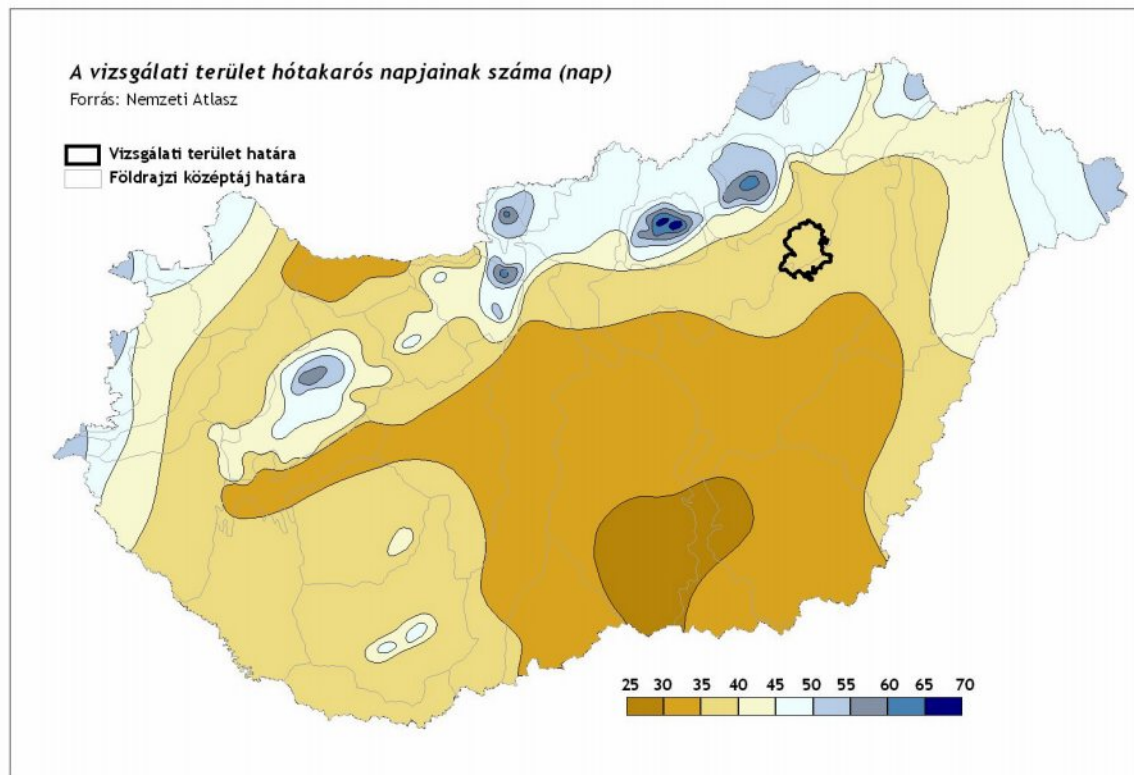 A vizsgálati terület hótakarós napjainak száma (nap)
Forrás: Nemzeti Atlasz
Vizsgálati terület határa
Földrajzi középtáj határa
25 30 35 40 45 50 55 60 65 70